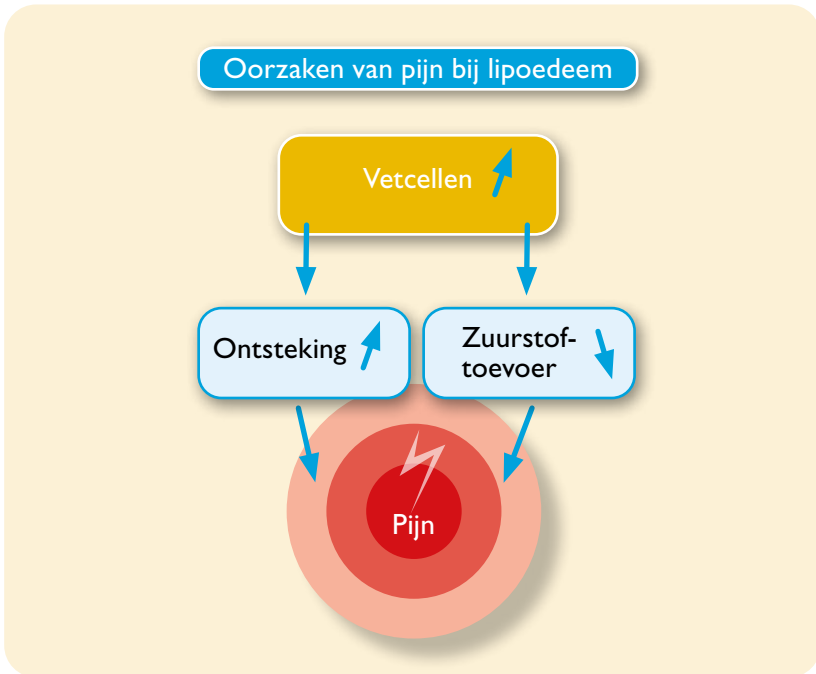 Oorzaken van pijn bij lipoedeem
Vetcellen
Ontsteking
Zuurstof-
toevoer
Pijn